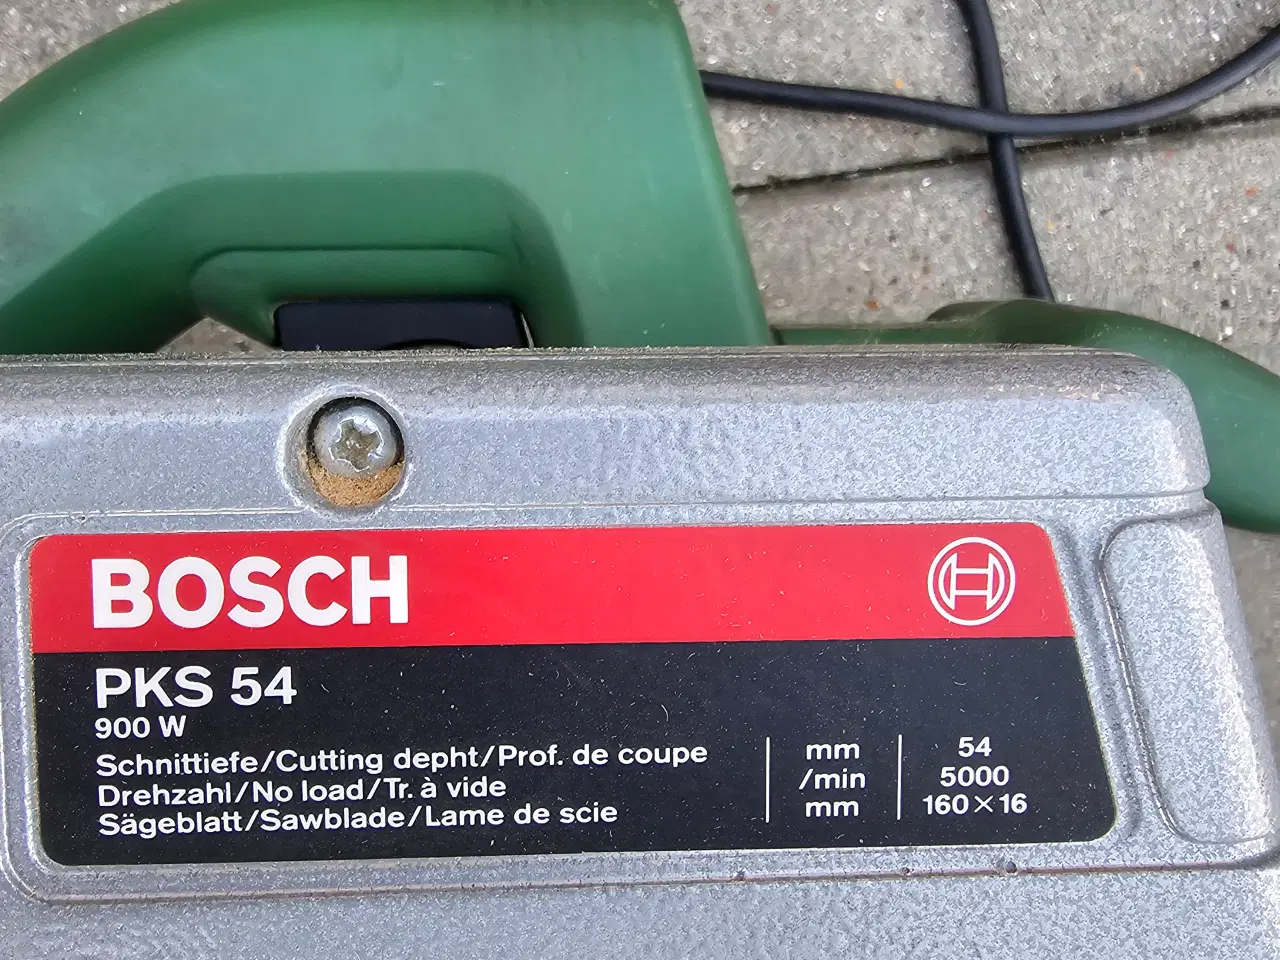 BOSCH
PKS 54
900 W
Schnittiefe/Cutting depht/Prof. de coupe mm 54
Drehzahl/No load/Tr. à vide /min 5000
Sägeblatt/Sawblade/Lame de scie mm 160×16